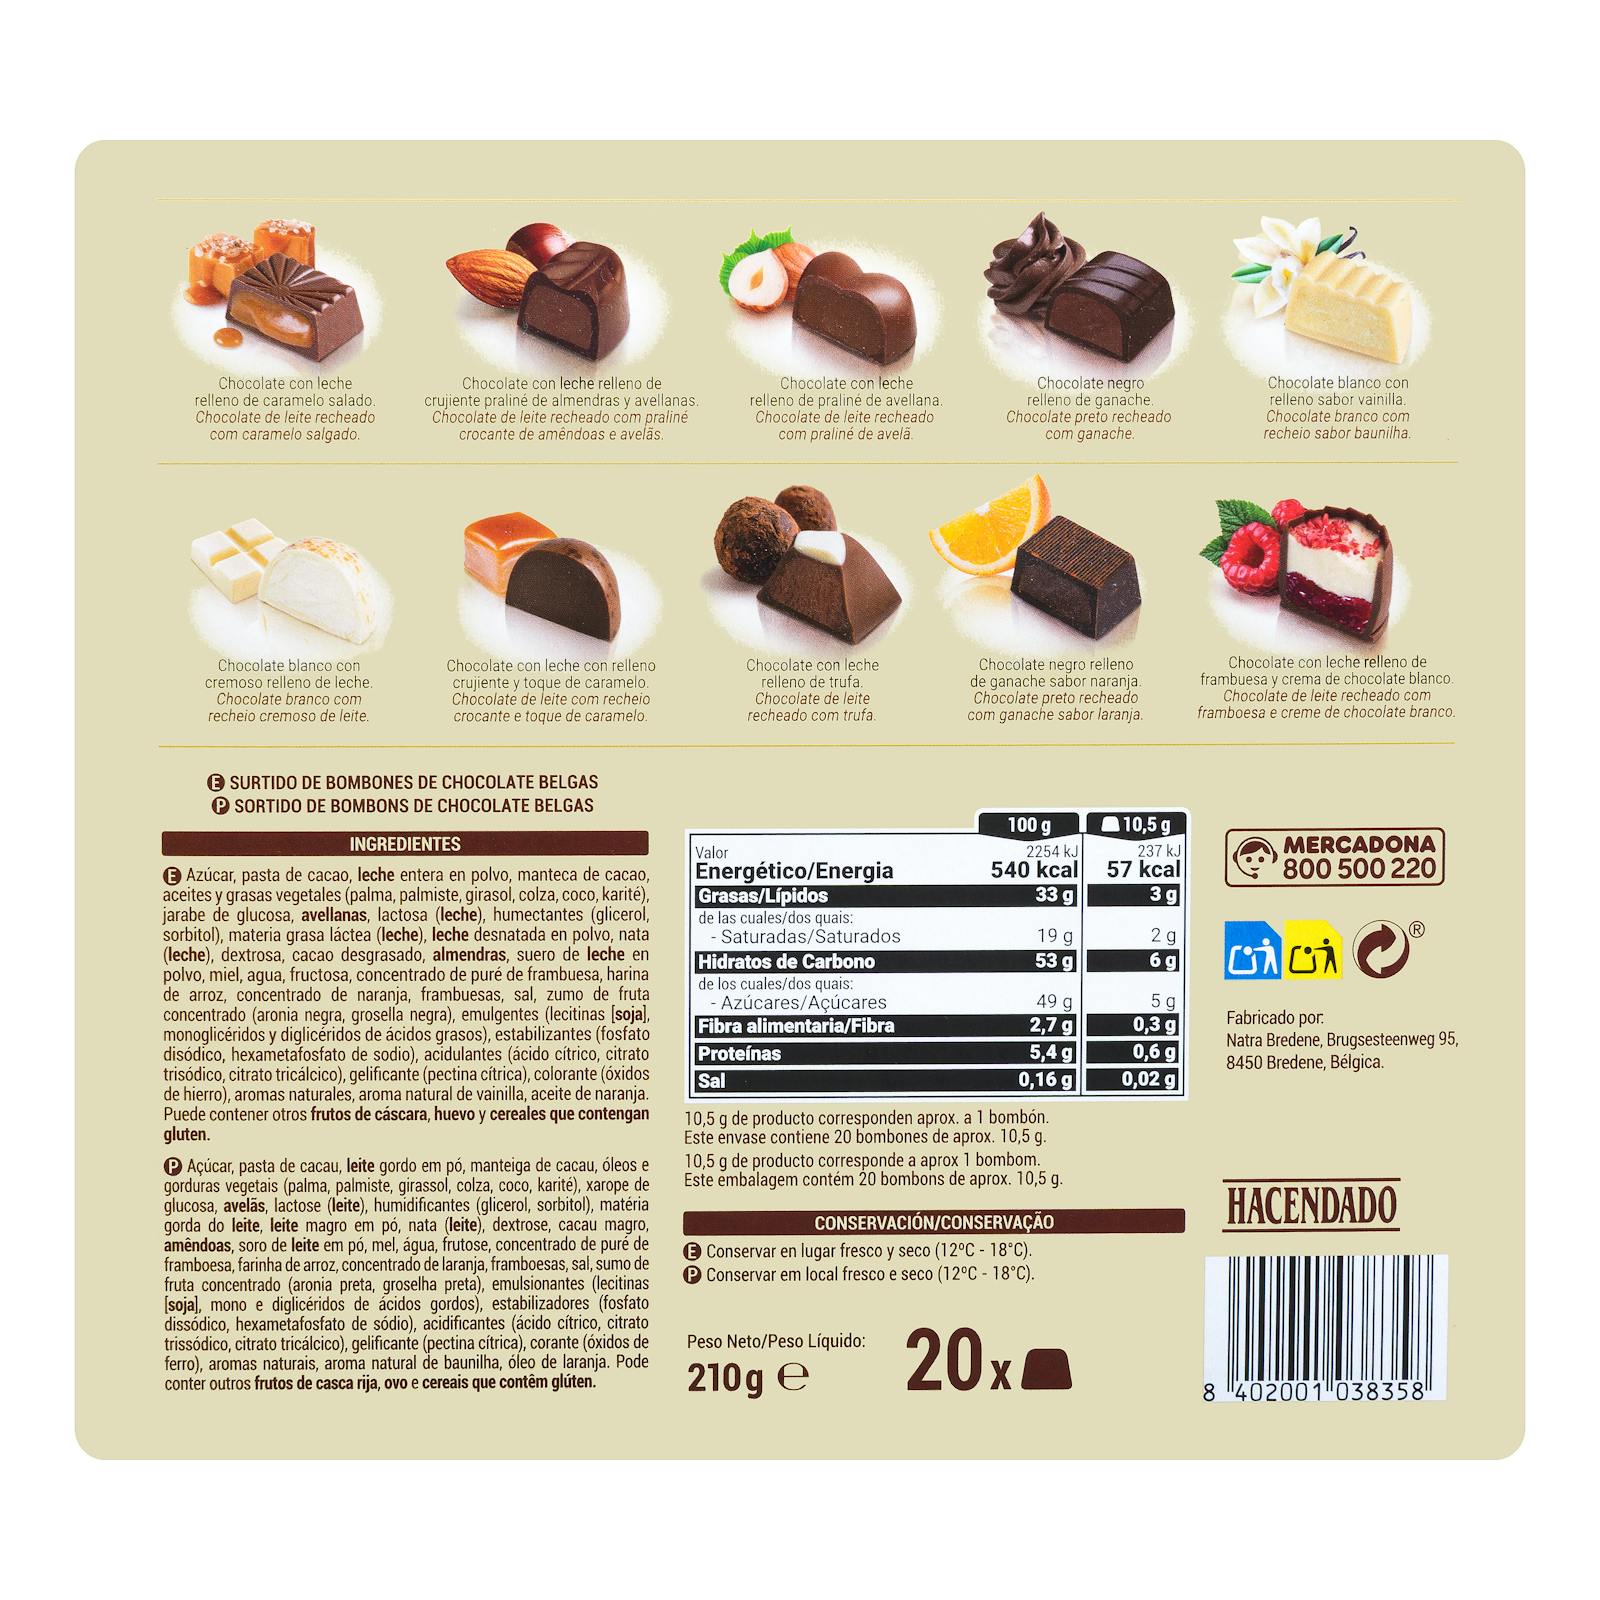 Chocolate con leche
relleno de caramelo salado.
Chocolate de leite recheado
com caramelo salgado.
Chocolate con leche relleno de
crujiente praliné de almendras y avellanas.
Chocolate de leite recheado com praliné
crocante de amêndoas e avelãs.
Chocolate con leche
relleno de praliné de avellana.
Chocolate de leite recheado
com praliné de avelã.
Chocolate negro
relleno de ganache.
Chocolate preto recheado
com ganache.
Chocolate blanco con
relleno sabor vainilla.
Chocolate branco com
recheio sabor baunilha.
Chocolate blanco con
cremoso relleno de leche.
Chocolate branco com
recheio cremoso de leite.
Chocolate con leche con relleno
crujiente y toque de caramelo.
Chocolate de leite com recheio
crocante e toque de caramelo.
Chocolate con leche
relleno de trufa.
Chocolate de leite
recheado com trufa.
Chocolate negro relleno
de ganache sabor naranja.
Chocolate preto recheado
com ganache sabor laranja.
Chocolate con leche relleno de
frambuesa y crema de chocolate blanco.
Chocolate de leite recheado com
framboesa e creme de chocolate branco.
E SURTIDO DE BOMBONES DE CHOCOLATE BELGAS
P SORTIDO DE BOMBONS DE CHOCOLATE BELGAS
INGREDIENTES
E Azúcar, pasta de cacao, leche entera en polvo, manteca de cacao,
aceites y grasas vegetales (palma, palmiste, girasol, colza, coco, karité),
jarabe de glucosa, avellanas, lactosa (leche), humectantes (glicerol,
sorbitol), materia grasa láctea (leche), leche desnatada en polvo, nata
(leche), dextrosa, cacao desgrasado, almendras, suero de leche en
polvo, miel, agua, fructosa, concentrado de puré de frambuesa, harina
de arroz, concentrado de naranja, frambuesas, sal, zumo de fruta
concentrado (aronia negra, grosella negra), emulgentes (lecitinas [soja],
monoglicéridos y diglicéridos de ácidos grasos), estabilizantes (fosfato
disódico, hexametafosfato de sodio), acidulantes (ácido cítrico, citrato
trisódico, citrato tricálcico), gelificante (pectina cítrica), colorante (óxidos
de hierro), aromas naturales, aroma natural de vainilla, aceite de naranja.
Puede contener otros frutos de cáscara, huevo y cereales que contengan
gluten.
P Açúcar, pasta de cacau, leite gordo em pó, manteiga de cacau, óleos e
gorduras vegetais (palma, palmiste, girassol, colza, coco, karité), xarope de
glucosa, avelãs, lactose (leite), humidificantes (glicerol, sorbitol), matéria
gorda do leite, leite magro em pó, nata (leite), dextrose, cacau magro,
amêndoas, soro de leite em pó, mel, água, frutose, concentrado de puré de
framboesa, farinha de arroz, concentrado de laranja, framboesas, sal, sumo de
fruta concentrado (aronia preta, groselha preta), emulsionantes (lecitinas
[soja], mono e diglicéridos de ácidos gordos), estabilizadores (fosfato
dissódico, hexametafosfato de sódio), acidificantes (ácido cítrico, citrato
trissódico, citrato tricálcico), gelificante (pectina cítrica), corante (óxidos de
ferro), aromas naturais, aroma natural de baunilha, óleo de laranja. Pode
conter outros frutos de casca rija, ovo e cereais que contêm glúten.
100 g 10,5 g
Valor 2254 kJ 237 kJ
Energético/Energia 540 kcal 57 kcal
Grasas/Lípidos 33 g 3 g
de las cuales/dos quais:
- Saturadas/Saturados 19 g 2 g
Hidratos de Carbono 53 g 6 g
de los cuales/dos quais:
- Azúcares/Açúcares 49 g 5 g
Fibra alimentaria/Fibra 2,7 g 0,3 g
Proteínas 5,4 g 0,6 g
Sal 0,16 g 0,02 g
10,5 g de producto corresponden aprox. a 1 bombón.
Este envase contiene 20 bombones de aprox. 10,5 g.
10,5 g de producto corresponde a aprox 1 bombom.
Este embalagem contém 20 bombons de aprox. 10,5 g.
CONSERVACIÓN/CONSERVAÇÃO
E Conservar en lugar fresco y seco (12ºC - 18°C).
P Conservar em local fresco e seco (12ºC - 18°C).
Peso Neto/Peso Líquido:
210g e
20x
MERCADONA
800 500 220
®
Fabricado por:
Natra Bredene, Brugsesteenweg 95,
8450 Bredene, Bélgica.
HACENDADO
8 402001 038358